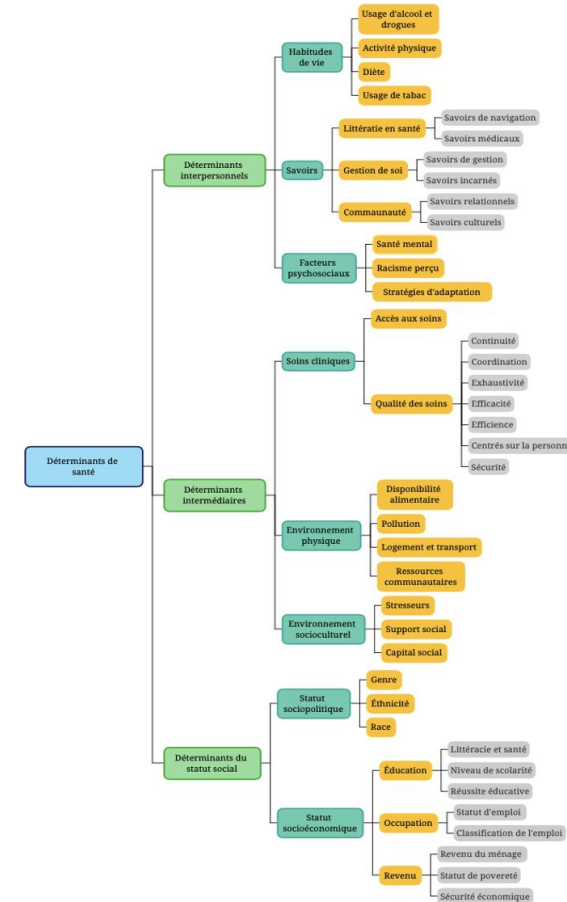 Usage d'alcool et
drogues
Habitudes
de vie
Activité physique
Diète
Usage de tabac
Déterminants
interpersonnels
Savoirs
Littératie en santé
Savoirs de navigation
Savoirs médicaux
Gestion de soi
Savoirs de gestion
Savoirs incarnés
Communauté
Savoirs relationnels
Savoirs culturels
Facteurs
psychosociaux
Santé mental
Racisme perçu
Stratégies d'adaptation
Déterminants de
santé
Déterminants
intermédiaires
Soins cliniques
Accès aux soins
Qualité des soins
Continuité
Coordination
Exhaustivité
Efficacité
Efficience
Centrés sur la personn
Sécurité
Environnement
physique
Disponibilité
alimentaire
Pollution
Logement et transport
Ressources
communautaires
Environnement
socioculturel
Stresseurs
Support social
Capital social
Déterminants du
statut social
Statut
sociopolitique
Genre
Éthnicité
Race
Statut
socioéconomique
Éducation
Littéracie et santé
Niveau de scolarité
Réussite éducative
Occupation
Statut d'emploi
Classification de l'emploi
Revenu
Revenu du ménage
Statut de povereté
Sécurité économique